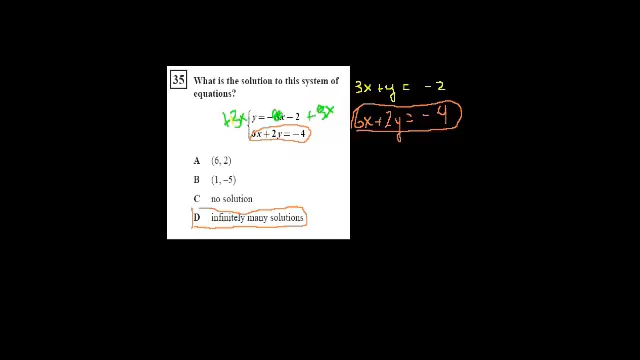 35 What is the solution to this system of
equations?
+3x y = -3x - 2 +3x
6x + 2y = -4
A (6, 2)
B (1, -5)
C no solution
D infinitely many solutions
3x + y = -2
6x + 2y = -4